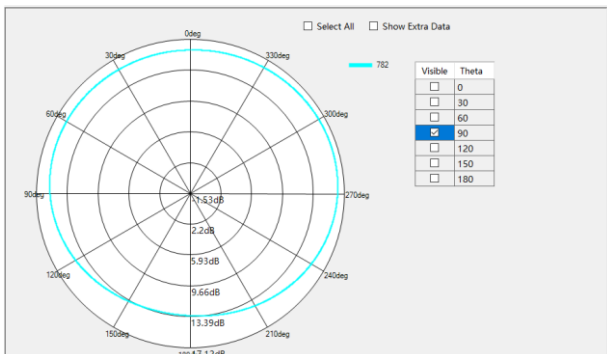 Select All
Show Extra Data
0deg
30deg
330deg
782
Visible Theta
0
30
60
90
120
150
180
60deg
300deg
90deg
270deg
-1.53dB
2.2dB
5.93dB
120deg
240deg
9.66dB
13.39dB
150deg
210deg
17.12dB